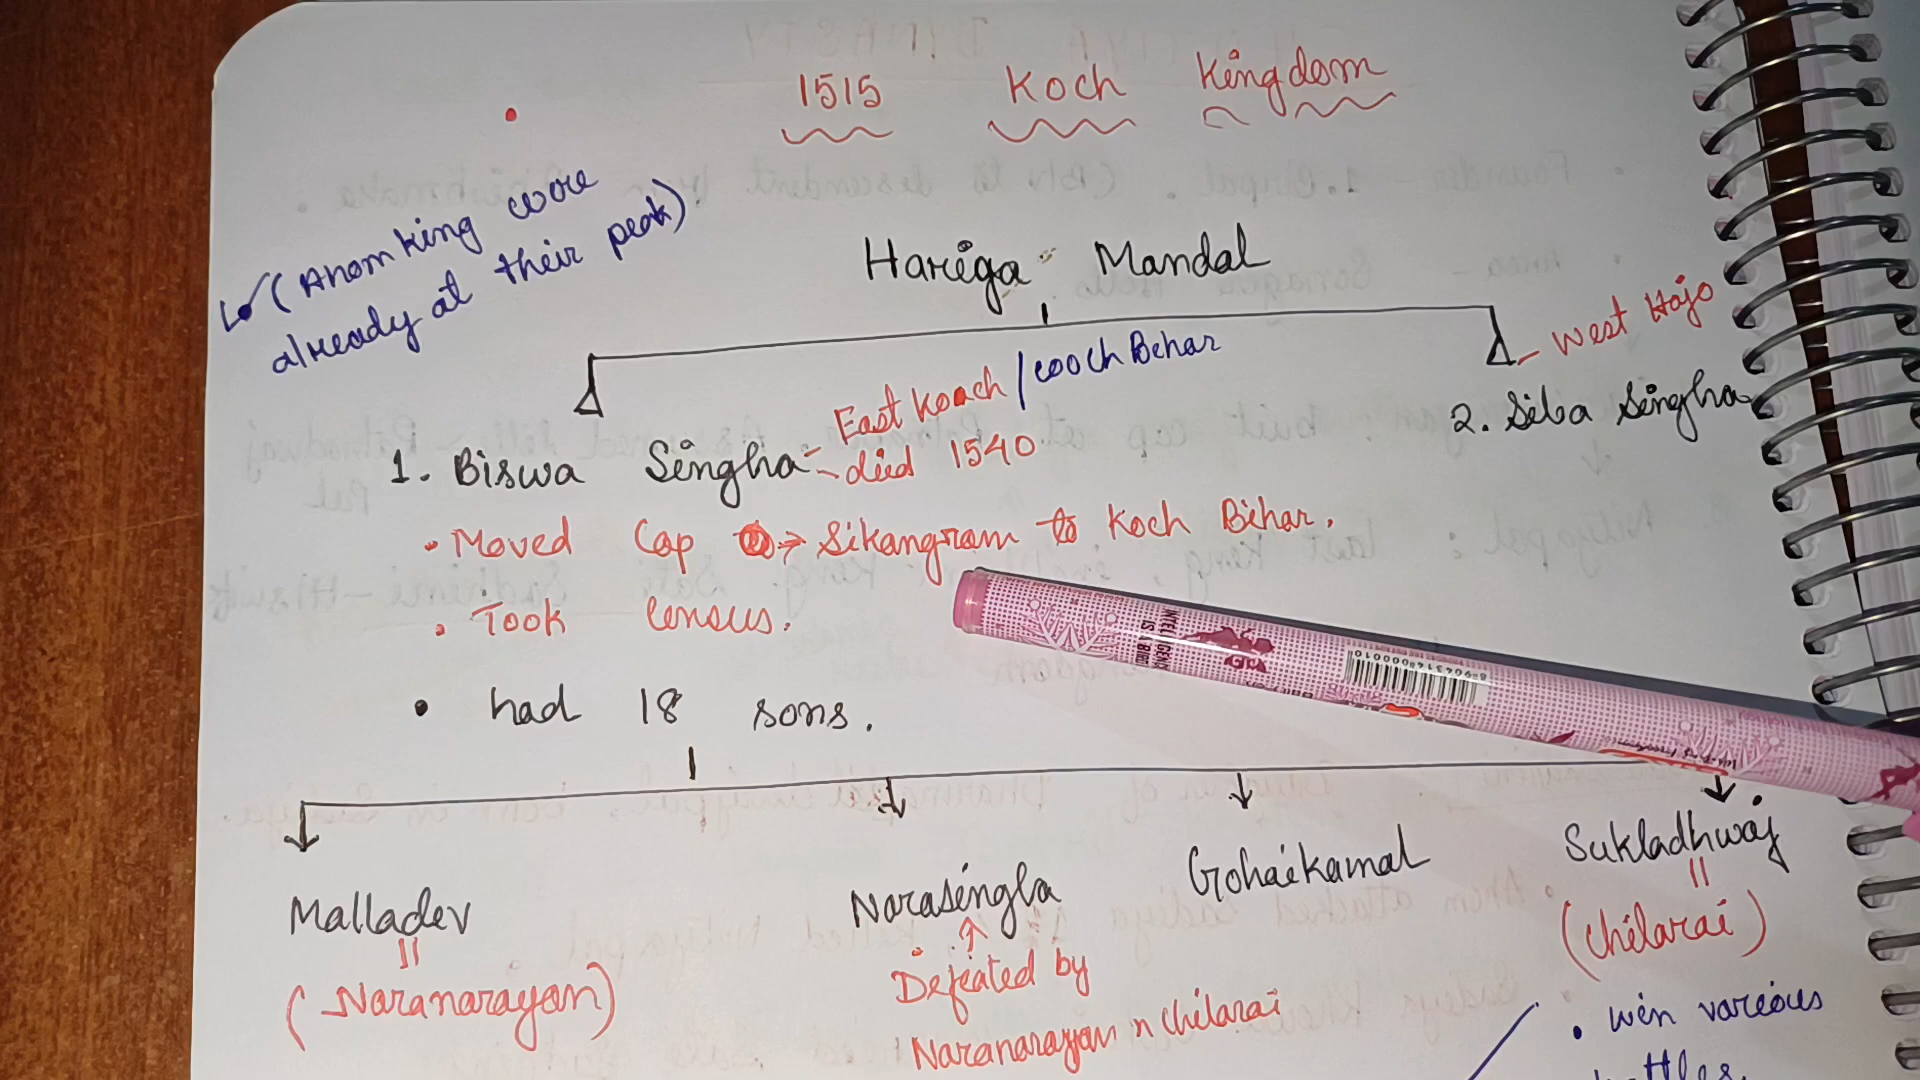 1515 Koch Kingdom
(Ahom king were
already at their peak)
Hariga Mandal
West Hajo
East Koach / Cooch Behar
2. Siba Singha
1. Biswa Singha
- died 1540
• Moved Cap → Sikangram to Koch Bihar.
• Took Census.
• had 18 sons.
Malladev
Narasingha
Gohaikamal
Sukladhwaj
(Naranarayan)
Defeated by
Naranarayan n chilarai
(Chilarai)
• win various
battles.